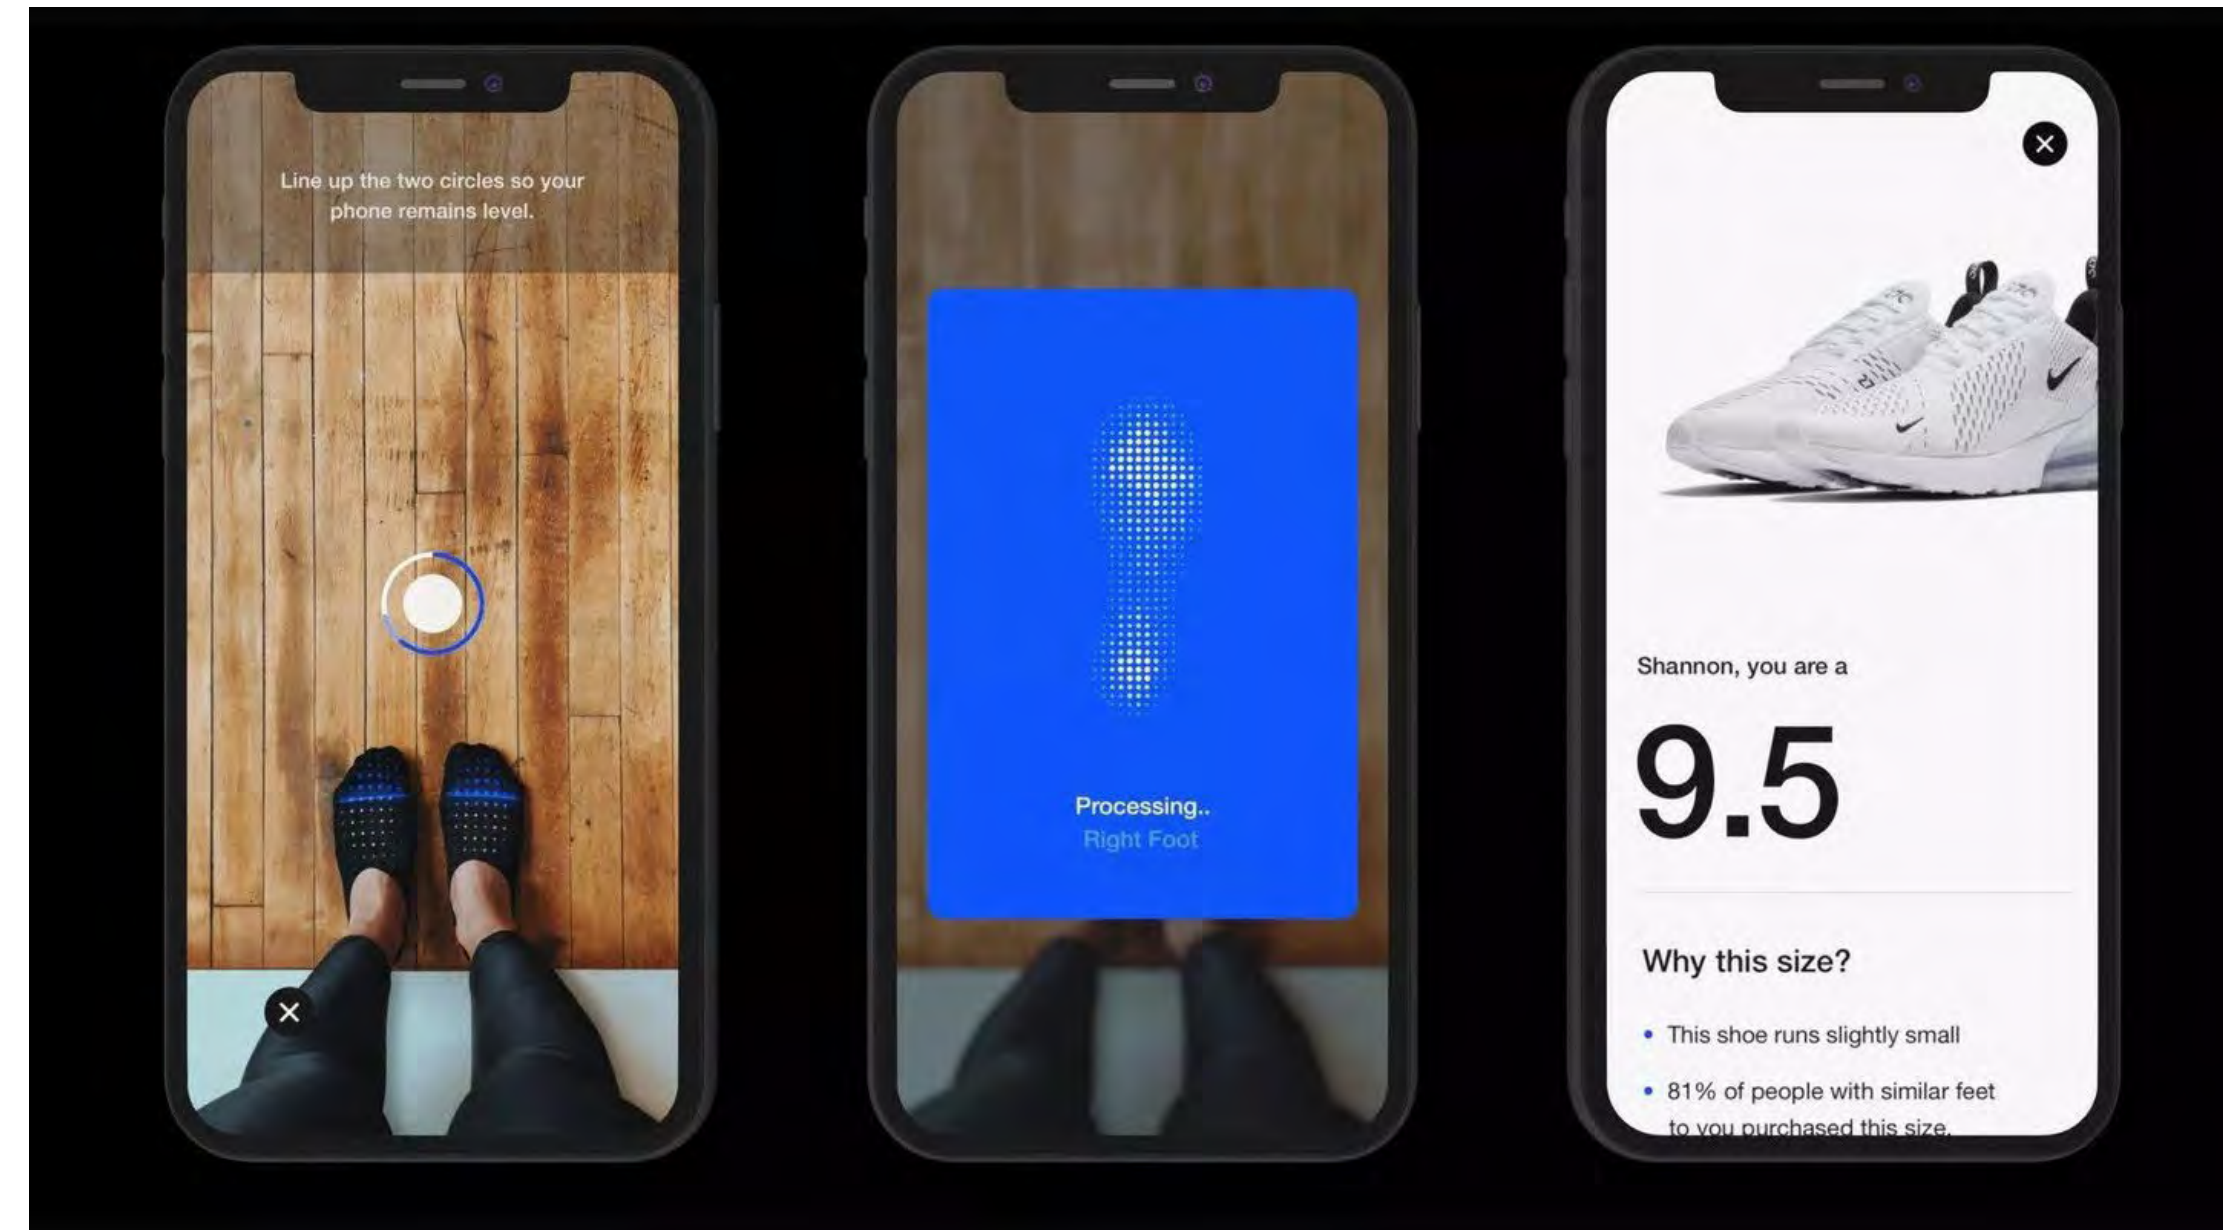 Line up the two circles so your
phone remains level.
Processing..
Right Foot
Shannon, you are a
9.5
Why this size?
This shoe runs slightly small
81% of people with similar feet
to you purchased this size.